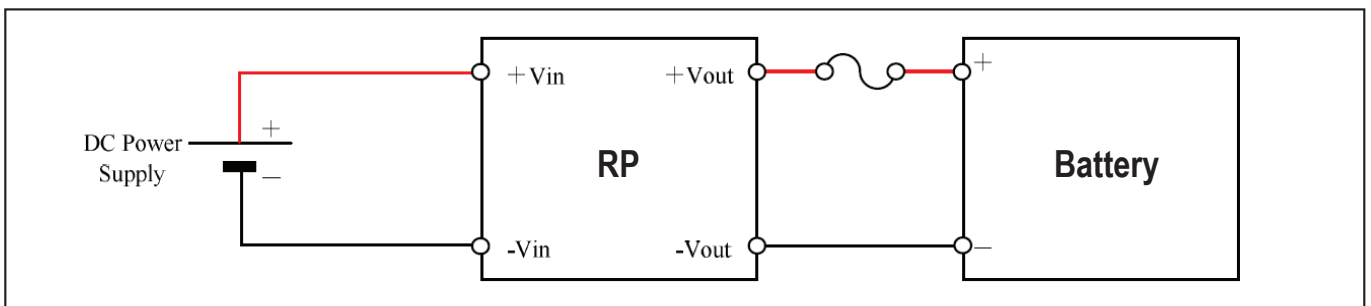 +Vin
+Vout
+
+
DC Power
Supply
−
RP
Battery
-Vin
-Vout
−